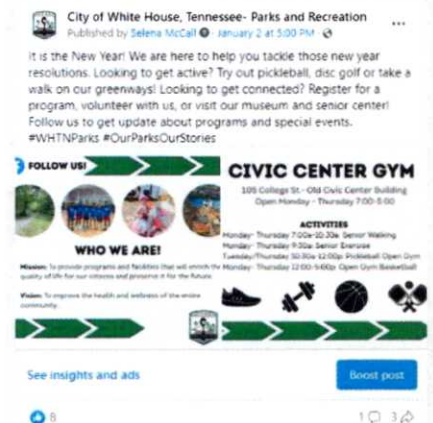 City of White House, Tennessee- Parks and Recreation
Published by Selena McCall · January 2 at 5:00 PM ·
It is the New Year! We are here to help you tackle those new year
resolutions. Looking to get active? Try out pickleball, disc golf or take a
walk on our greenways! Looking to get connected? Register for a
program, volunteer with us, or visit our museum and senior center!
Follow us to get update about programs and special events.
#WHTNParks #OurParksOurStories
FOLLOW US!
WHO WE ARE!
Mission: To provide programs and facilities that will enrich the
quality of life for our citizens and preserve it for the future.
Vision: To improve the health and wellness of the entire
community.
CIVIC CENTER GYM
105 College St.- Old Civic Center Building
Open Monday - Thursday 7:00-5:00
ACTIVITIES
Monday- Thursday 7:00a-10:30a Senior Walking
Monday- Thursday 9:30a Senior Exercise
Tuesday/Thursday 10:30a-12:00p Pickleball Open Gym
Monday- Thursday 12:00-5:00p Open Gym Basketball
See insights and ads
Boost post
8
1
3